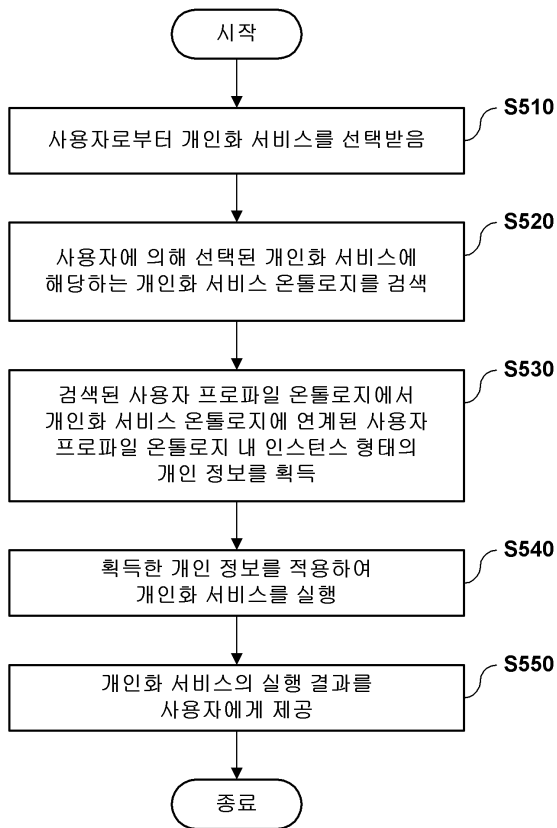 시작
S510
사용자로부터 개인화 서비스를 선택받음
S520
사용자에 의해 선택된 개인화 서비스에
해당하는 개인화 서비스 온톨로지를 검색
S530
검색된 사용자 프로파일 온톨로지에서
개인화 서비스 온톨로지에 연계된 사용자
프로파일 온톨로지 내 인스턴스 형태의
개인 정보를 획득
S540
획득한 개인 정보를 적용하여
개인화 서비스를 실행
S550
개인화 서비스의 실행 결과를
사용자에게 제공
종료